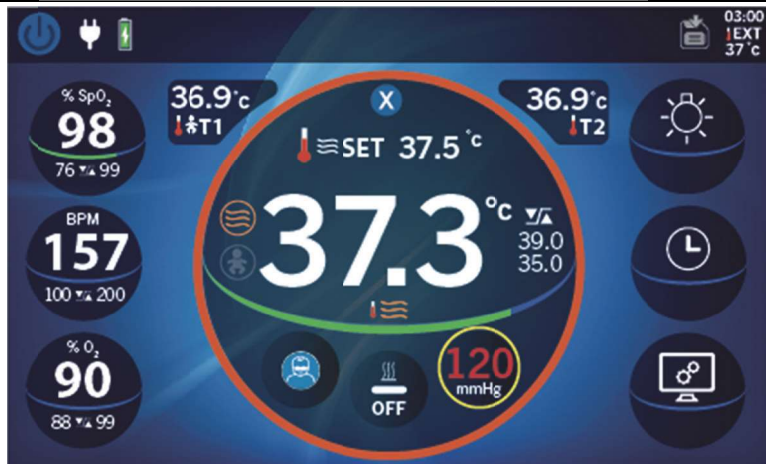 03:00
EXT
37 °c
% SpO₂
98
76 99
36.9°c
T1
X
36.9°c
T2
SET 37.5 °c
37.3 °c
39.0
35.0
BPM
157
100 200
% O₂
90
88 99
OFF
120
mmHg